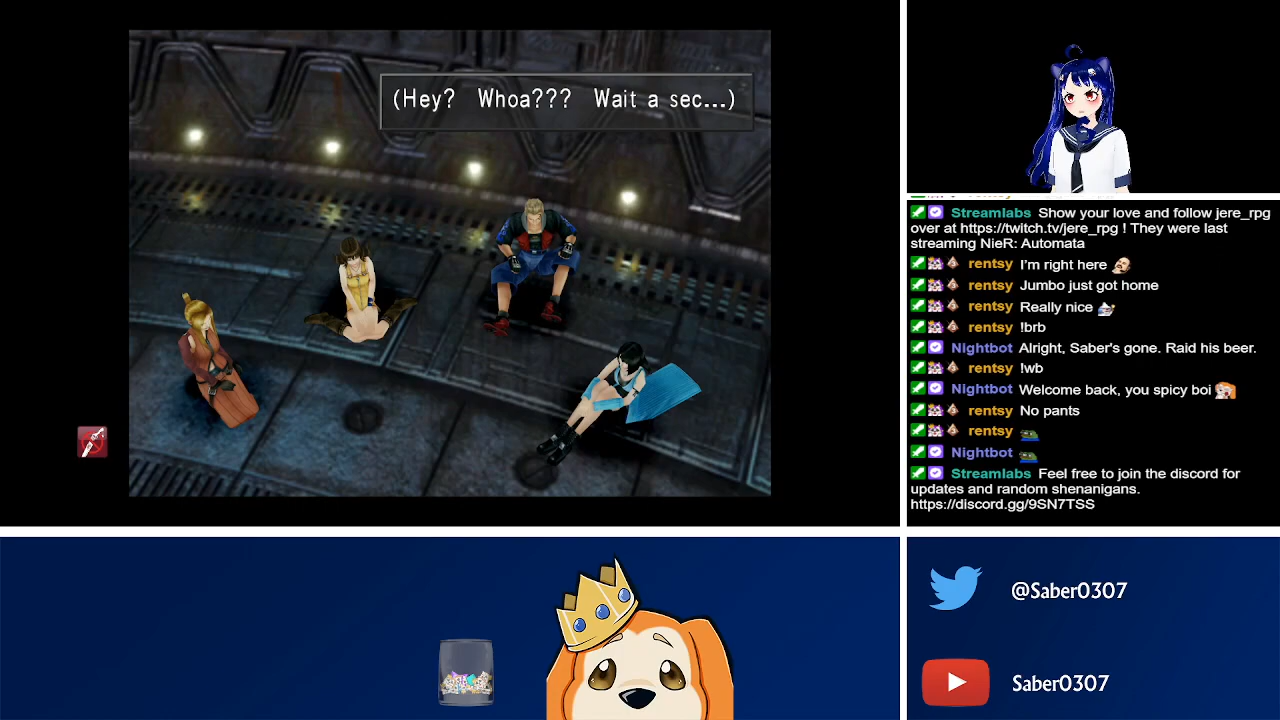 (Hey? Whoa??? Wait a sec...)
Streamlabs Show your love and follow jere_rpg
over at https://twitch.tv/jere_rpg ! They were last
streaming NieR: Automata
rentsy I'm right here
rentsy Jumbo just got home
rentsy Really nice
rentsy !brb
Nightbot Alright, Saber's gone. Raid his beer.
rentsy !wb
Nightbot Welcome back, you spicy boi
rentsy No pants
rentsy
Nightbot
Streamlabs Feel free to join the discord for
updates and random shenanigans.
https://discord.gg/9SN7TSS
@Saber0307
Saber0307